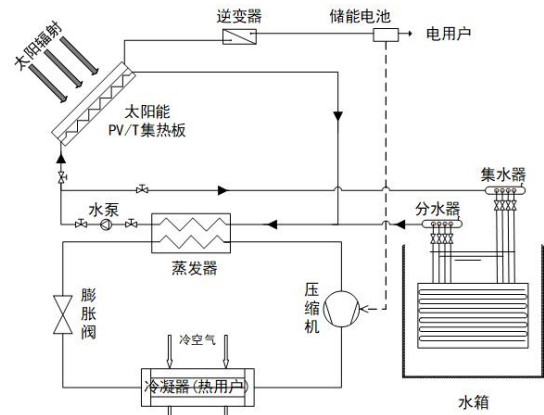 逆变器
储能电池
电用户
太阳辐射
太阳能
PV/T集热板
集水器
水泵
分水器
蒸发器
膨胀阀
压缩机
冷空气
冷凝器(热用户)
水箱